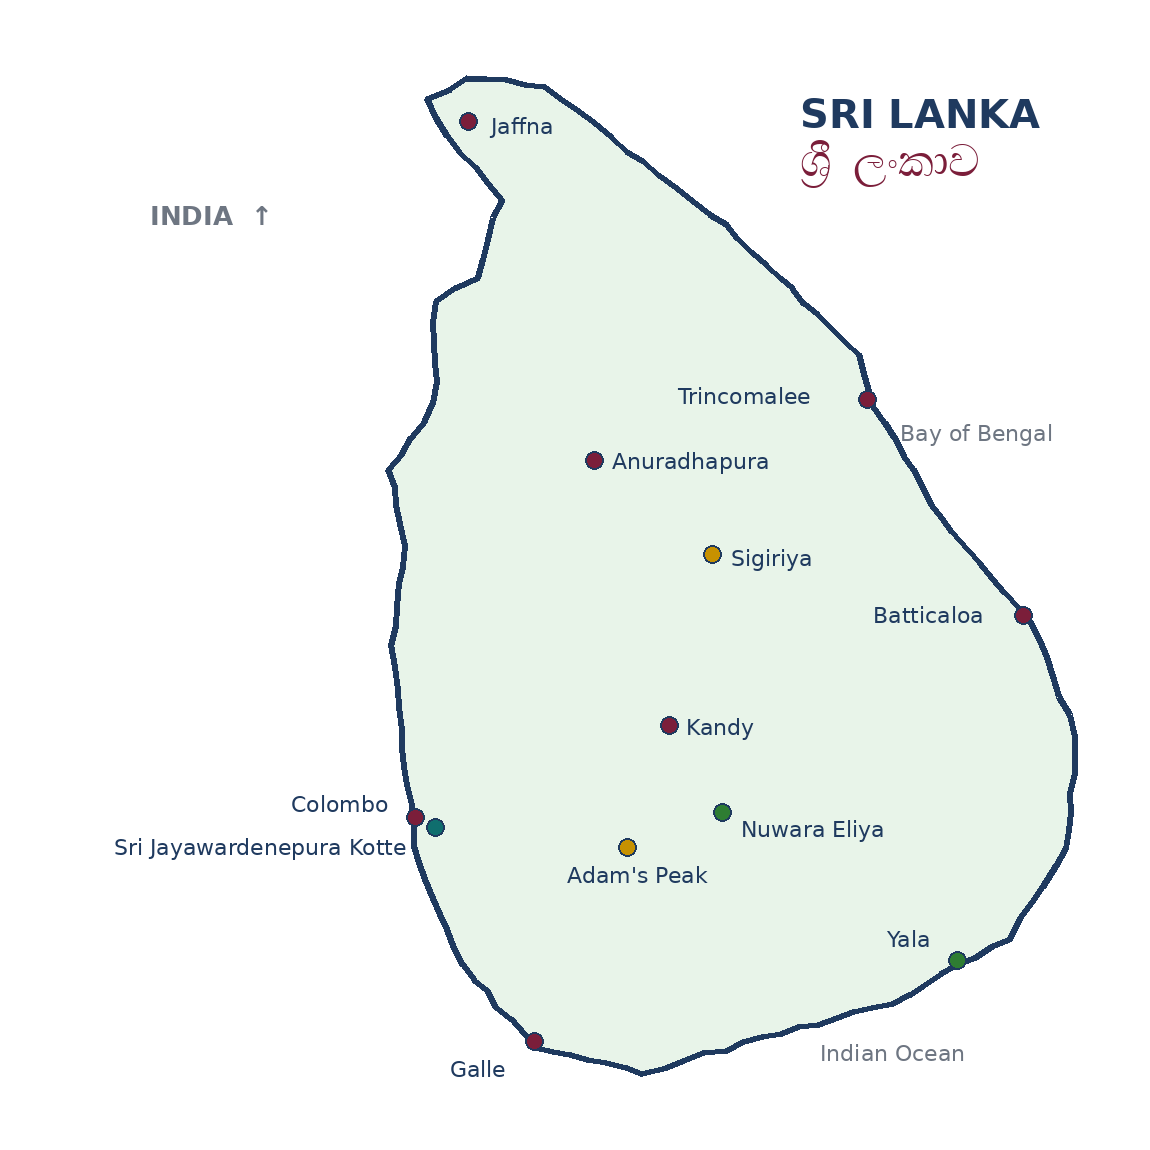 SRI LANKA
ශ්‍රී ලංකාව
Jaffna
INDIA ↑
Trincomalee
Bay of Bengal
Anuradhapura
Sigiriya
Batticaloa
Kandy
Colombo
Sri Jayawardenepura Kotte
Nuwara Eliya
Adam's Peak
Yala
Indian Ocean
Galle